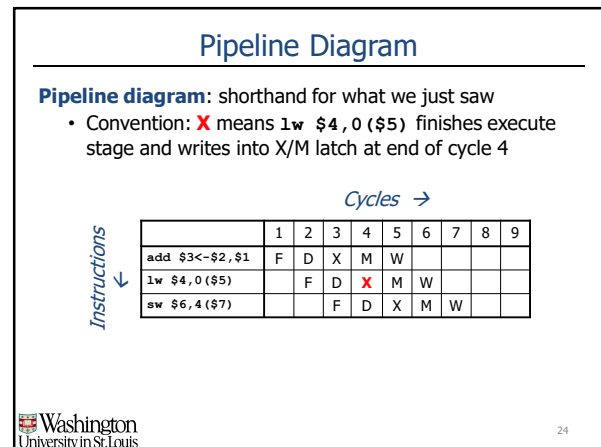 Pipeline Diagram
Pipeline diagram: shorthand for what we just saw
• Convention: X means lw $4,0($5) finishes execute
stage and writes into X/M latch at end of cycle 4
Cycles →
Instructions →
1 2 3 4 5 6 7 8 9
add $3<-$2,$1 F D X M W
lw $4,0($5) F D X M W
sw $6,4($7) F D X M W
Washington
University in St. Louis
24